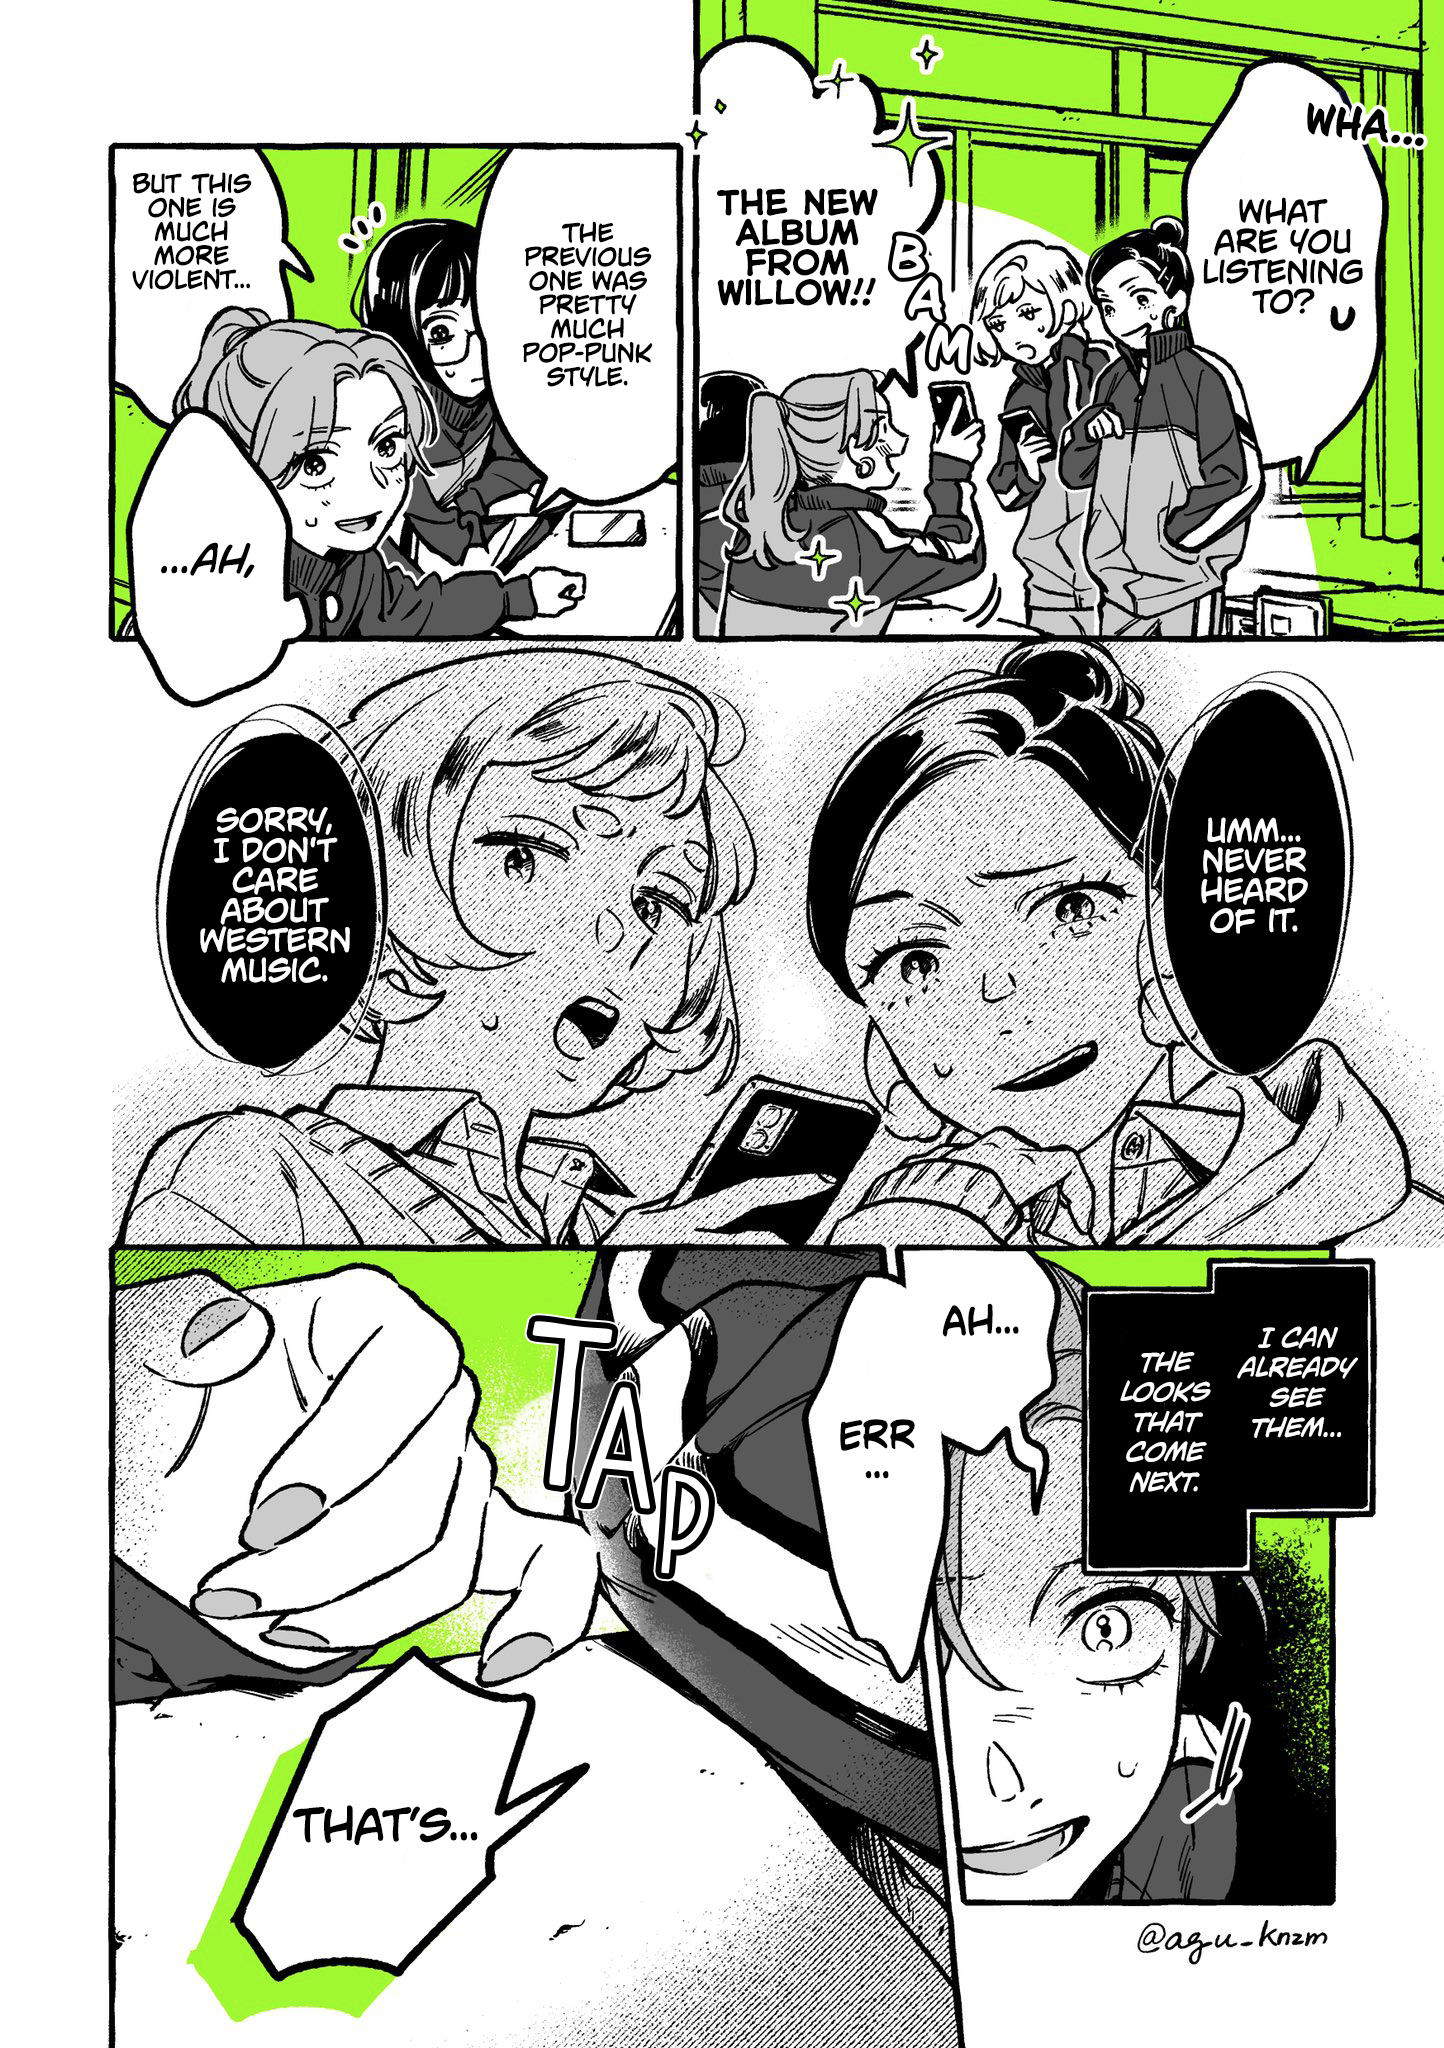 WHA...
WHAT
ARE YOU
LISTENING
TO?
THE NEW
ALBUM
FROM
WILLOW!!
BAM
THE
PREVIOUS
ONE WAS
PRETTY
MUCH
POP-PUNK
STYLE.
BUT THIS
ONE IS
MUCH
MORE
VIOLENT...
...AH,
UMM...
NEVER
HEARD
OF IT.
SORRY,
I DON'T
CARE
ABOUT
WESTERN
MUSIC.
I CAN
ALREADY
SEE
THEM...
THE
LOOKS
THAT
COME
NEXT.
AH...
ERR
...
TAP
THAT'S...
@agu_knzm